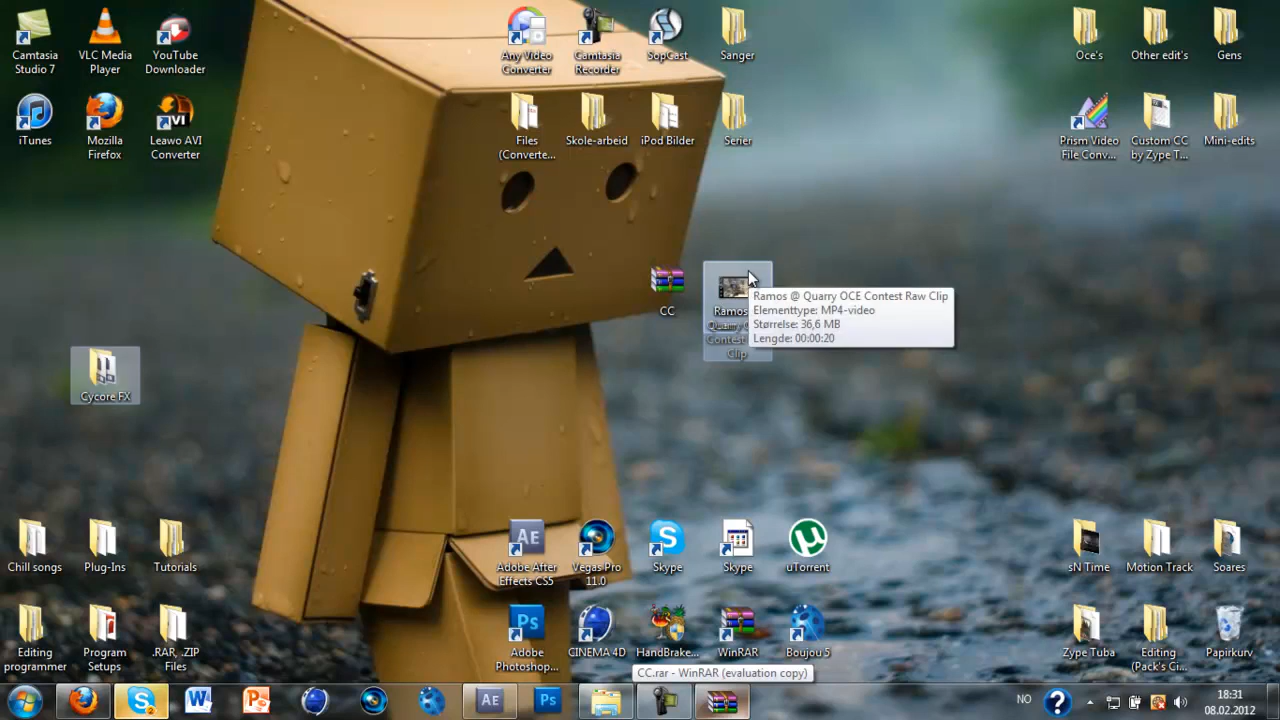 Camtasia
Studio 7
VLC Media
Player
YouTube
Downloader
Any Video
Converter
Camtasia
Recorder
SopCast
Sanger
Oce's
Other edit's
Gens
iTunes
Mozilla
Firefox
Leawo AVI
Converter
Files
(Converte...
Skole-arbeid
iPod Bilder
Serier
Prism Video
File Conv...
Custom CC
by Zype T...
Mini-edits
CC
Ramos
Quarry O
Contest
Clip
Ramos @ Quarry OCE Contest Raw Clip
Elementtype: MP4-video
Størrelse: 36,6 MB
Lengde: 00:00:20
Cycore FX
Chill songs
Plug-Ins
Tutorials
Adobe After
Effects CS5
Vegas Pro
11.0
Skype
Skype
uTorrent
sN Time
Motion Track
Soares
Editing
programmer
Program
Setups
.RAR, .ZIP
Files
Adobe
Photoshop...
CINEMA 4D
HandBrake...
WinRAR
Boujou 5
Zype Tuba
Editing
(Pack's Ci...
Papirkurv
CC.rar - WinRAR (evaluation copy)
NO
18:31
08.02.2012